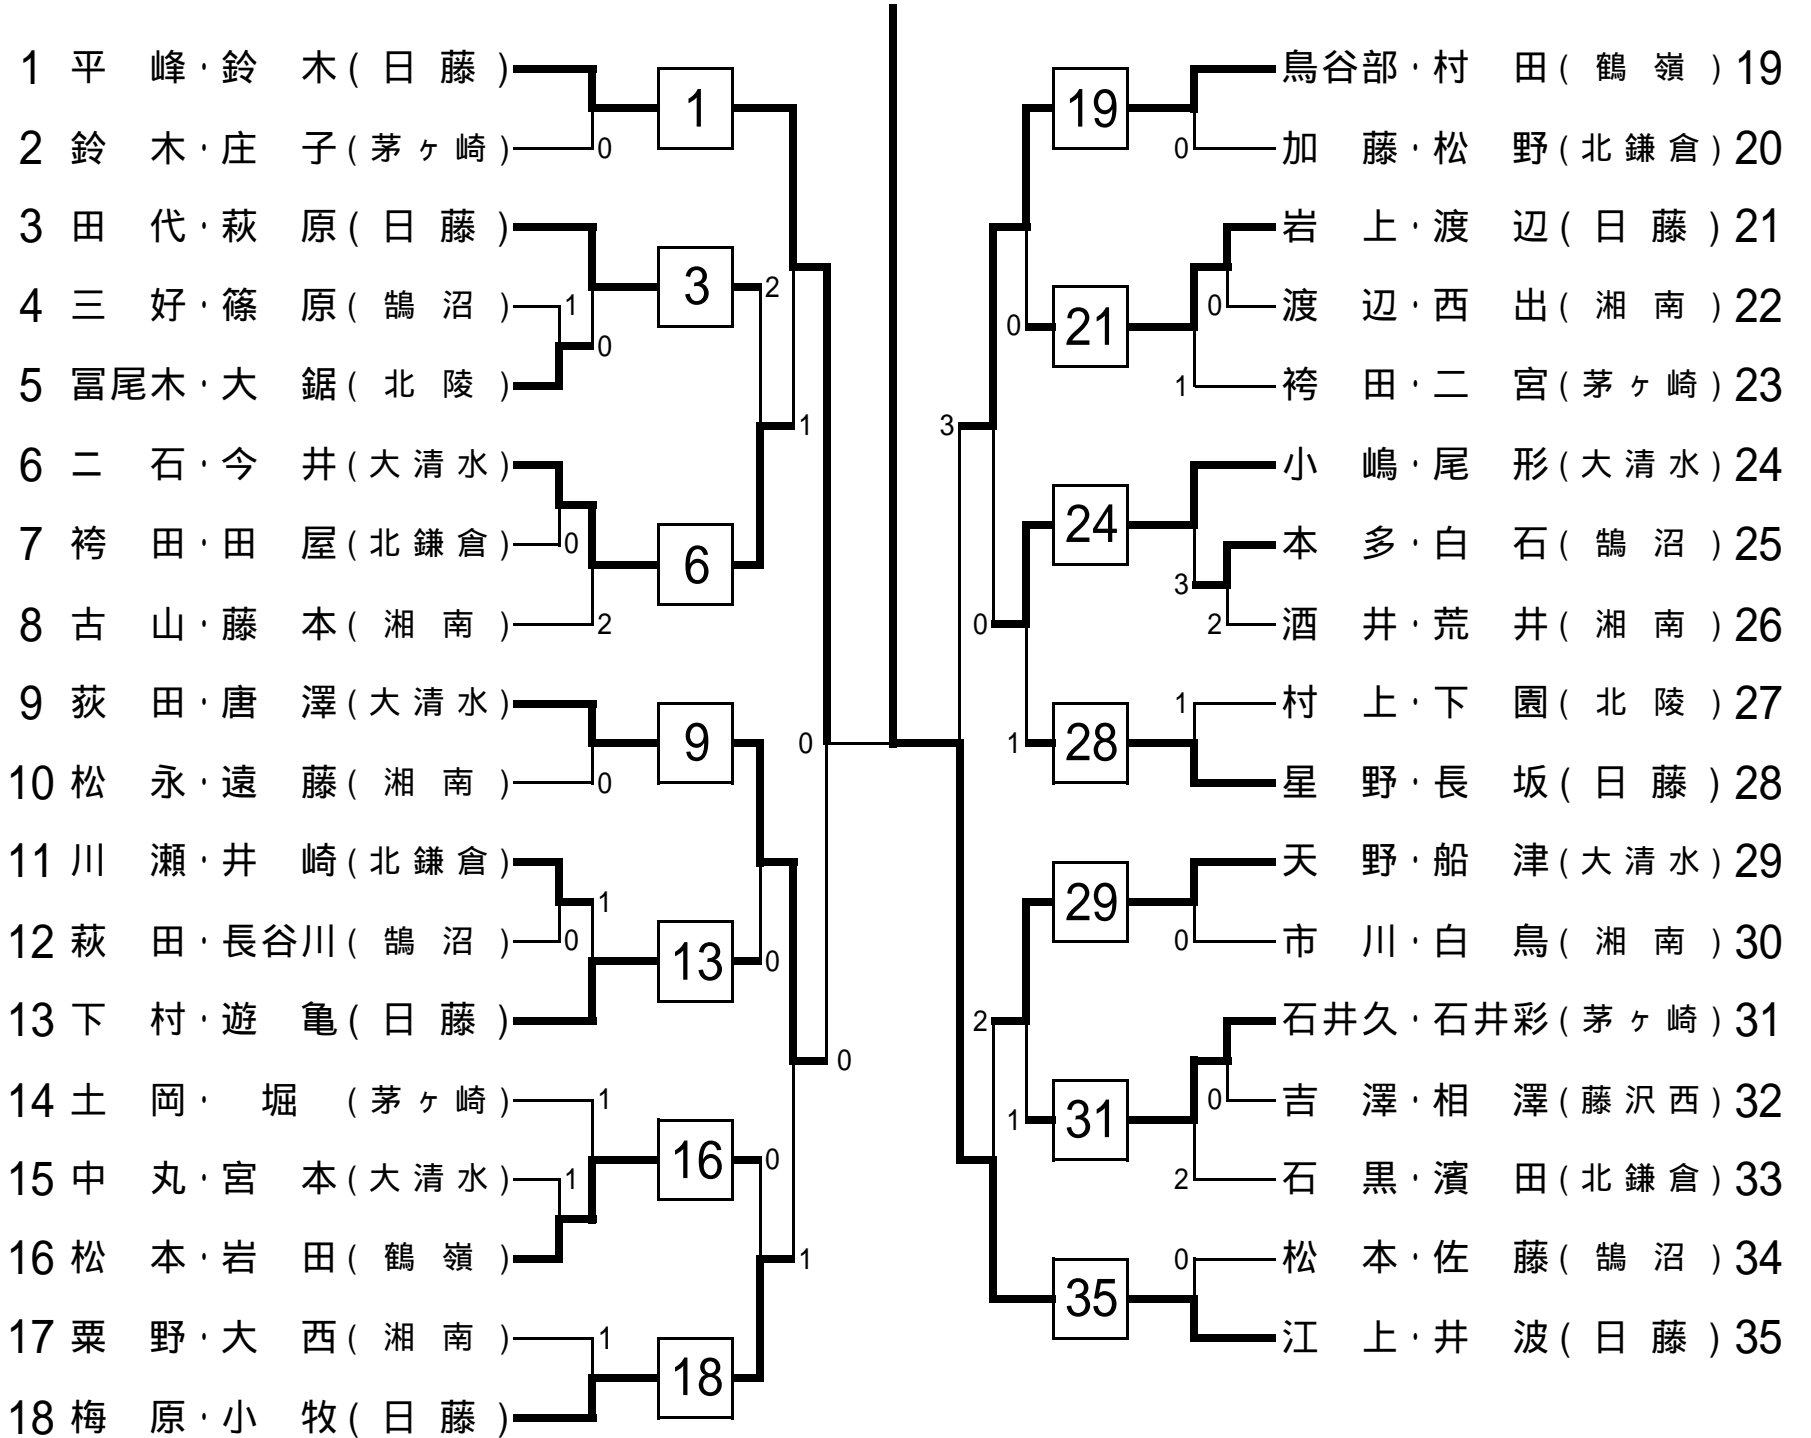 1 平 峰・鈴 木 ( 日 藤 )
2 鈴 木・庄 子 ( 茅 ヶ 崎 )
3 田 代・萩 原 ( 日 藤 )
4 三 好・篠 原 ( 鵠 沼 )
5 冨尾木・大 鋸 ( 北 陵 )
6 二 石・今 井 ( 大 清 水 )
7 袴 田・田 屋 ( 北 鎌 倉 )
8 古 山・藤 本 ( 湘 南 )
9 荻 田・唐 澤 ( 大 清 水 )
10 松 永・遠 藤 ( 湘 南 )
11 川 瀬・井 崎 ( 北 鎌 倉 )
12 萩 田・長谷川 ( 鵠 沼 )
13 下 村・遊 亀 ( 日 藤 )
14 土 岡・ 堀 ( 茅 ヶ 崎 )
15 中 丸・宮 本 ( 大 清 水 )
16 松 本・岩 田 ( 鶴 嶺 )
17 粟 野・大 西 ( 湘 南 )
18 梅 原・小 牧 ( 日 藤 )
0
1
0
0
2
0
1
0
1
1
1
1
3
6
9
13
16
18
2
0
0
1
1
0
0
鳥谷部・村 田 ( 鶴 嶺 ) 19
加 藤・松 野 ( 北 鎌 倉 ) 20
岩 上・渡 辺 ( 日 藤 ) 21
渡 辺・西 出 ( 湘 南 ) 22
袴 田・二 宮 ( 茅 ヶ 崎 ) 23
小 嶋・尾 形 ( 大 清 水 ) 24
本 多・白 石 ( 鵠 沼 ) 25
酒 井・荒 井 ( 湘 南 ) 26
村 上・下 園 ( 北 陵 ) 27
星 野・長 坂 ( 日 藤 ) 28
天 野・船 津 ( 大 清 水 ) 29
市 川・白 鳥 ( 湘 南 ) 30
石井久・石井彩 ( 茅 ヶ 崎 ) 31
吉 澤・相 澤 ( 藤 沢 西 ) 32
石 黒・濱 田 ( 北 鎌 倉 ) 33
松 本・佐 藤 ( 鵠 沼 ) 34
江 上・井 波 ( 日 藤 ) 35
0
0
1
3
2
1
0
0
2
0
19
21
24
28
29
31
35
0
1
1
3
0
2